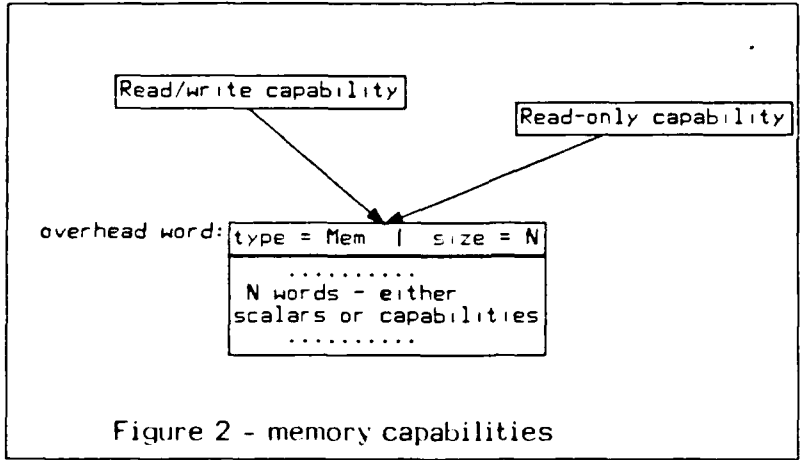 Read/write capability
Read-only capability
overhead word:
type = Mem | size = N
..........
N words - either
scalars or capabilities
..........
Figure 2 - memory capabilities